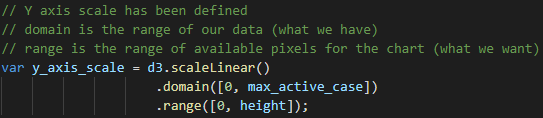 // Y axis scale has been defined
// domain is the range of our data (what we have)
// range is the range of available pixels for the chart (what we want)
var y_axis_scale = d3.scaleLinear()
.domain([0, max_active_case])
.range([0, height]);